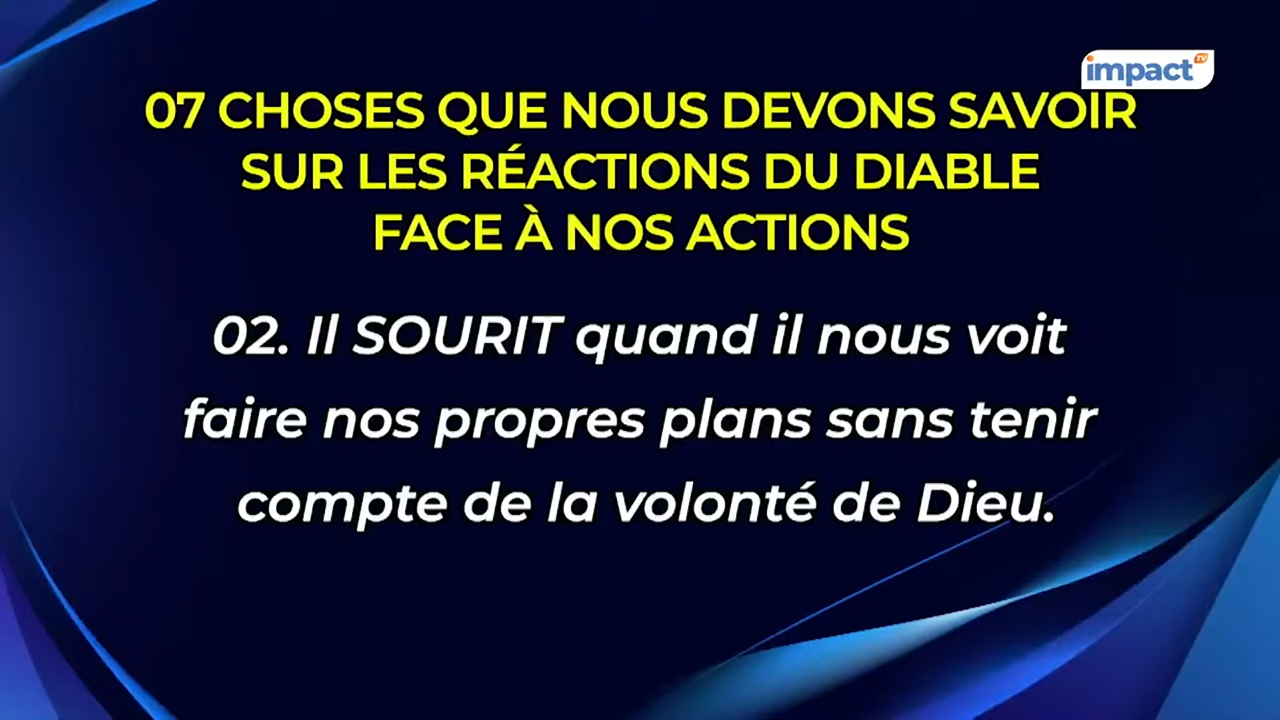 impact TV
07 CHOSES QUE NOUS DEVONS SAVOIR
SUR LES RÉACTIONS DU DIABLE
FACE À NOS ACTIONS
02. Il SOURIT quand il nous voit
faire nos propres plans sans tenir
compte de la volonté de Dieu.